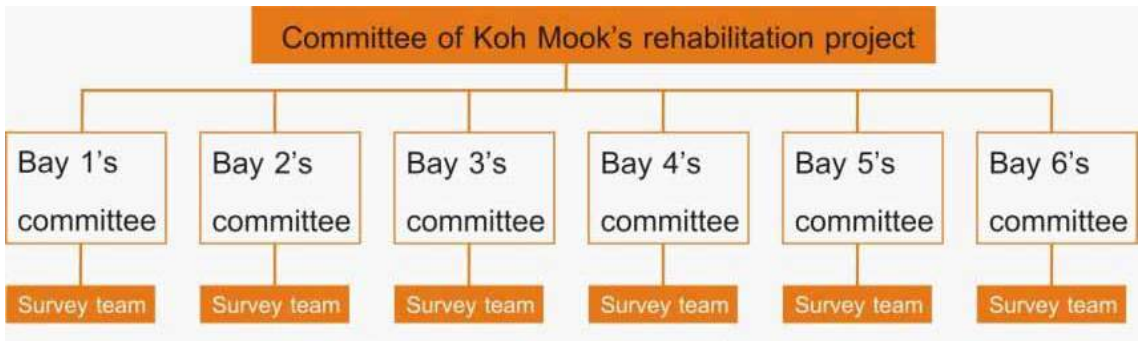 Committee of Koh Mook's rehabilitation project
Bay 1's
committee
Bay 2's
committee
Bay 3's
committee
Bay 4's
committee
Bay 5's
committee
Bay 6's
committee
Survey team
Survey team
Survey team
Survey team
Survey team
Survey team